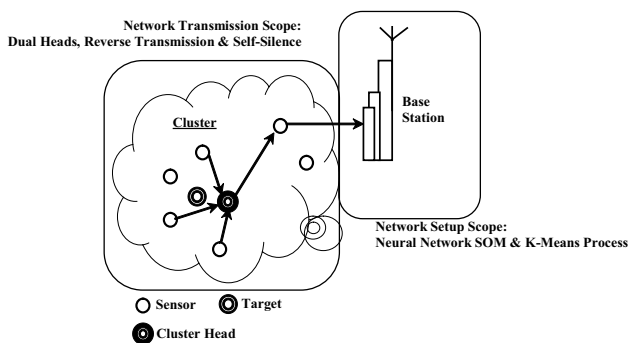 Network Transmission Scope:
Dual Heads, Reverse Transmission & Self-Silence
Cluster
Base
Station
Network Setup Scope:
Neural Network SOM & K-Means Process
Sensor
Target
Cluster Head